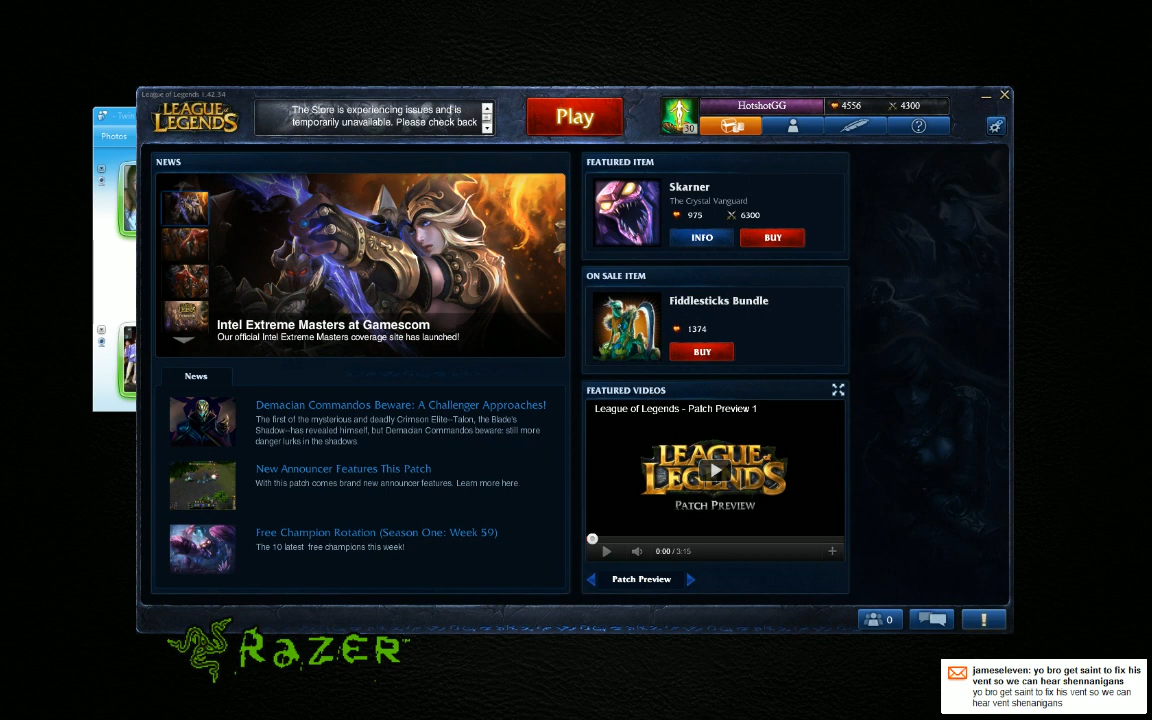 League of Legends 1.42.34
LEAGUE of LEGENDS
The Store is experiencing issues and is
temporarily unavailable. Please check back
Play
30
HotshotGG
4556
4300
Photos
NEWS
Intel Extreme Masters at Gamescom
Our official Intel Extreme Masters coverage site has launched!
News
Demacian Commandos Beware: A Challenger Approaches!
The first of the mysterious and deadly Crimson Elite--Talon, the Blade's
Shadow--has revealed himself, but Demacian Commandos beware: still more
danger lurks in the shadows.
New Announcer Features This Patch
With this patch comes brand new announcer features. Learn more here.
Free Champion Rotation (Season One: Week 59)
The 10 latest free champions this week!
FEATURED ITEM
Skarner
The Crystal Vanguard
975
6300
INFO
BUY
ON SALE ITEM
Fiddlesticks Bundle
1374
BUY
FEATURED VIDEOS
League of Legends - Patch Preview 1
LEAGUE of LEGENDS
PATCH PREVIEW
0:00 / 3:15
Patch Preview
0
RAZER™
jameseleven: yo bro get saint to fix his
vent so we can hear shennanigans
yo bro get saint to fix his vent so we can
hear vent shenanigans